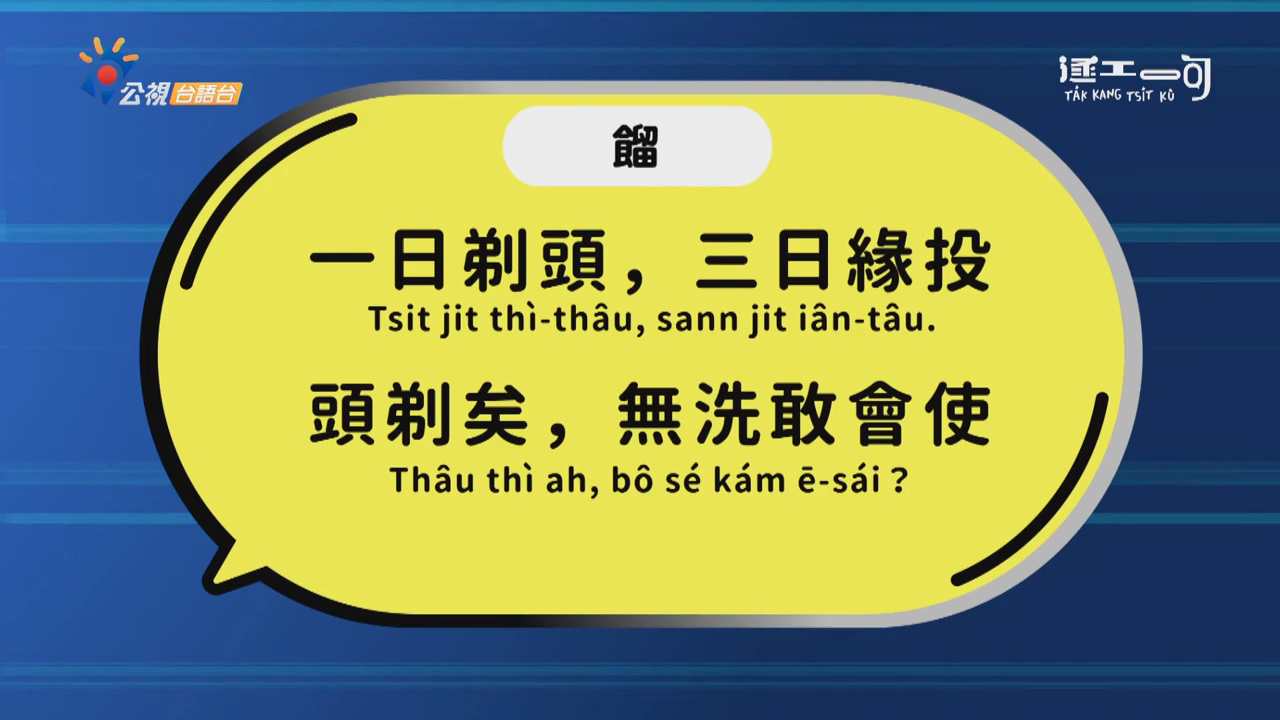 公視台語台
逐工一句
TA̍K KANG TSI̍T KÙ
餾
一日剃頭，三日緣投
Tsit jit thì-thâu, sann jit iân-tâu.
頭剃矣，無洗敢會使
Thâu thì ah, bô sé kám ē-sái？